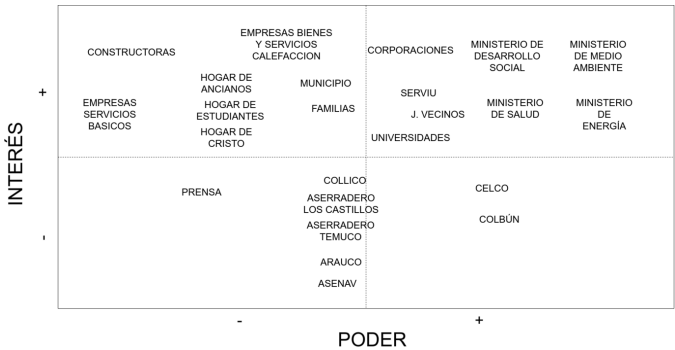 EMPRESAS BIENES
Y SERVICIOS
CALEFACCION
CONSTRUCTORAS
HOGAR DE
ANCIANOS
MUNICIPIO
EMPRESAS
SERVICIOS
BASICOS
HOGAR DE
ESTUDIANTES
FAMILIAS
HOGAR DE
CRISTO
CORPORACIONES
MINISTERIO DE
DESARROLLO
SOCIAL
MINISTERIO
DE MEDIO
AMBIENTE
SERVIU
J. VECINOS
MINISTERIO
DE SALUD
MINISTERIO
DE
ENERGÍA
UNIVERSIDADES
+
INTERÉS
-
PRENSA
COLLICO
ASERRADERO
LOS CASTILLOS
ASERRADERO
TEMUCO
ARAUCO
ASENAV
CELCO
COLBÚN
- +
PODER